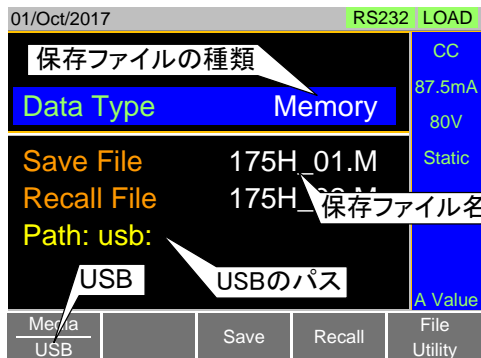 01/Oct/2017 RS232 LOAD
保存ファイルの種類
CC
87.5mA
Data Type Memory
80V
Save File 175H_01.M
Static
Recall File 175H_
保存ファイル名
Path: usb:
USB
USBのパス
A Value
Media
USB
Save
Recall
File
Utility